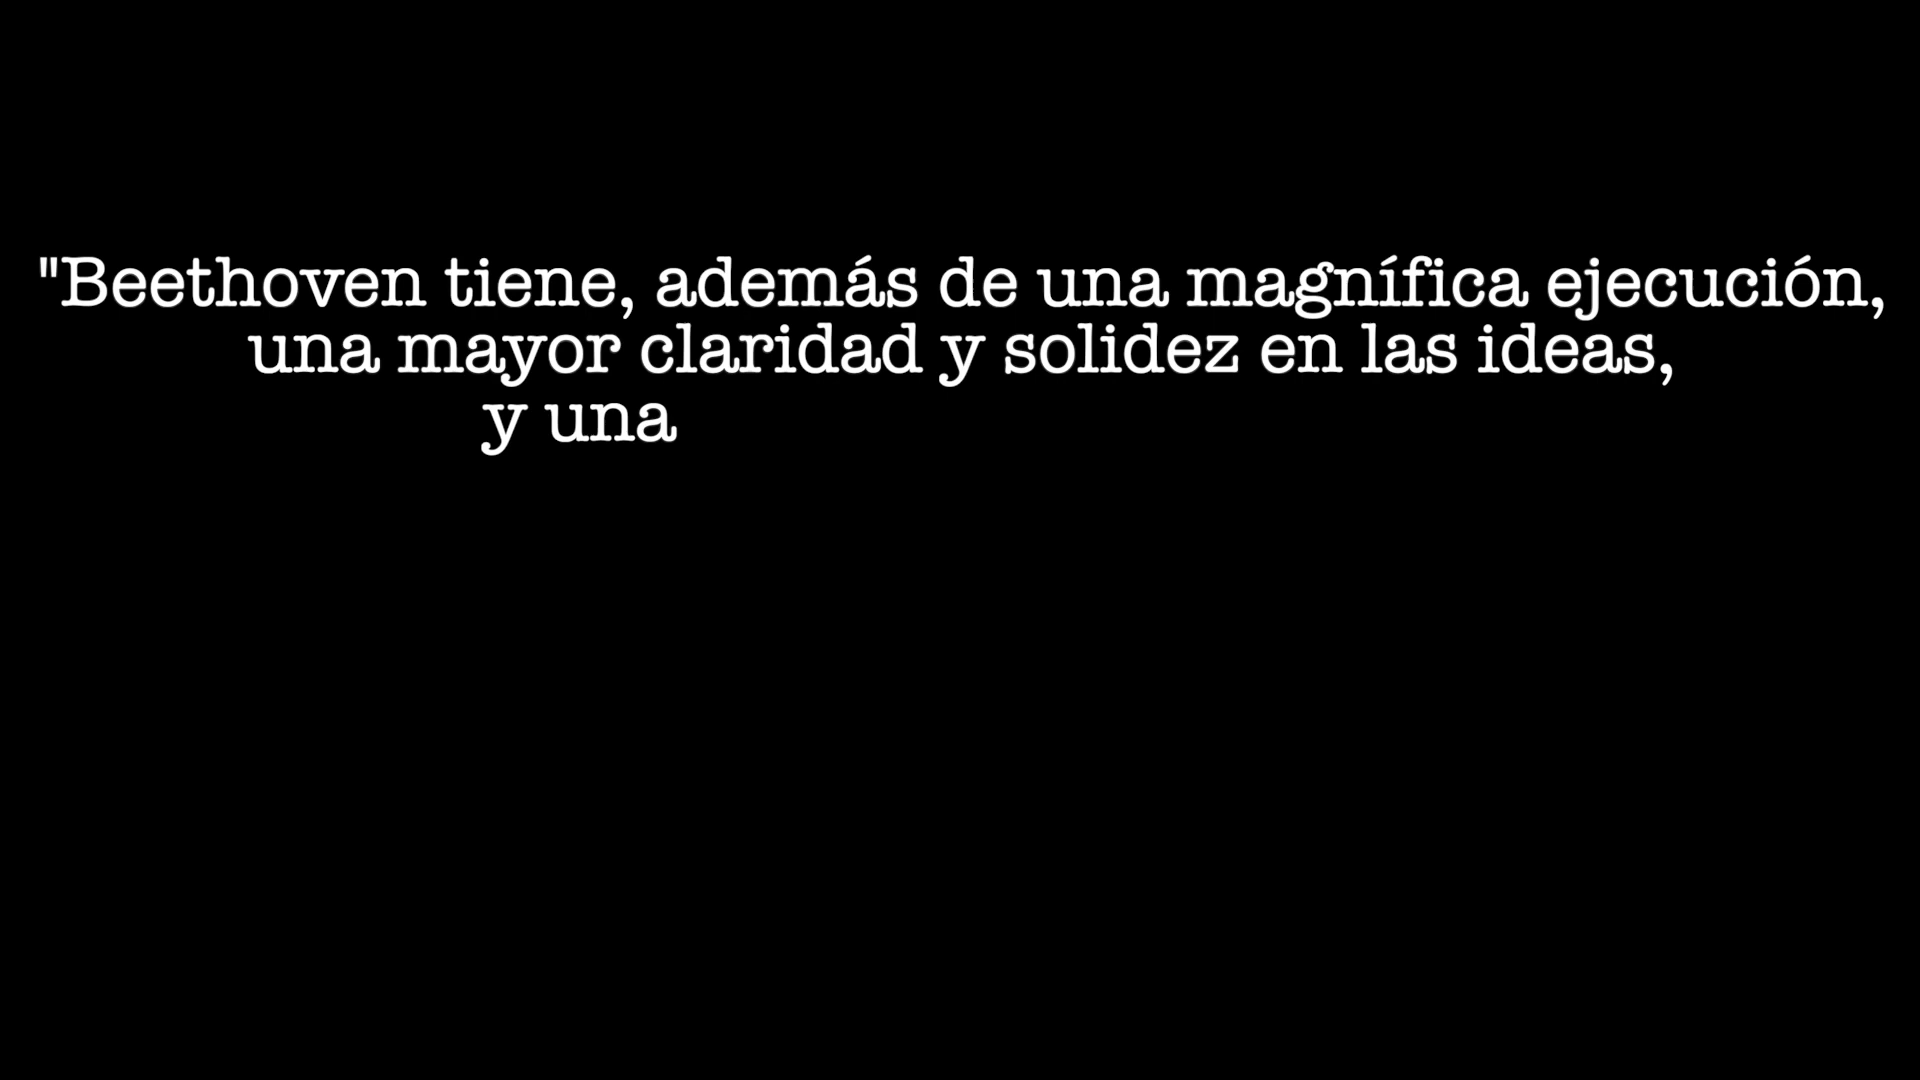 "Beethoven tiene, además de una magnífica ejecución,
una mayor claridad y solidez en las ideas,
y una